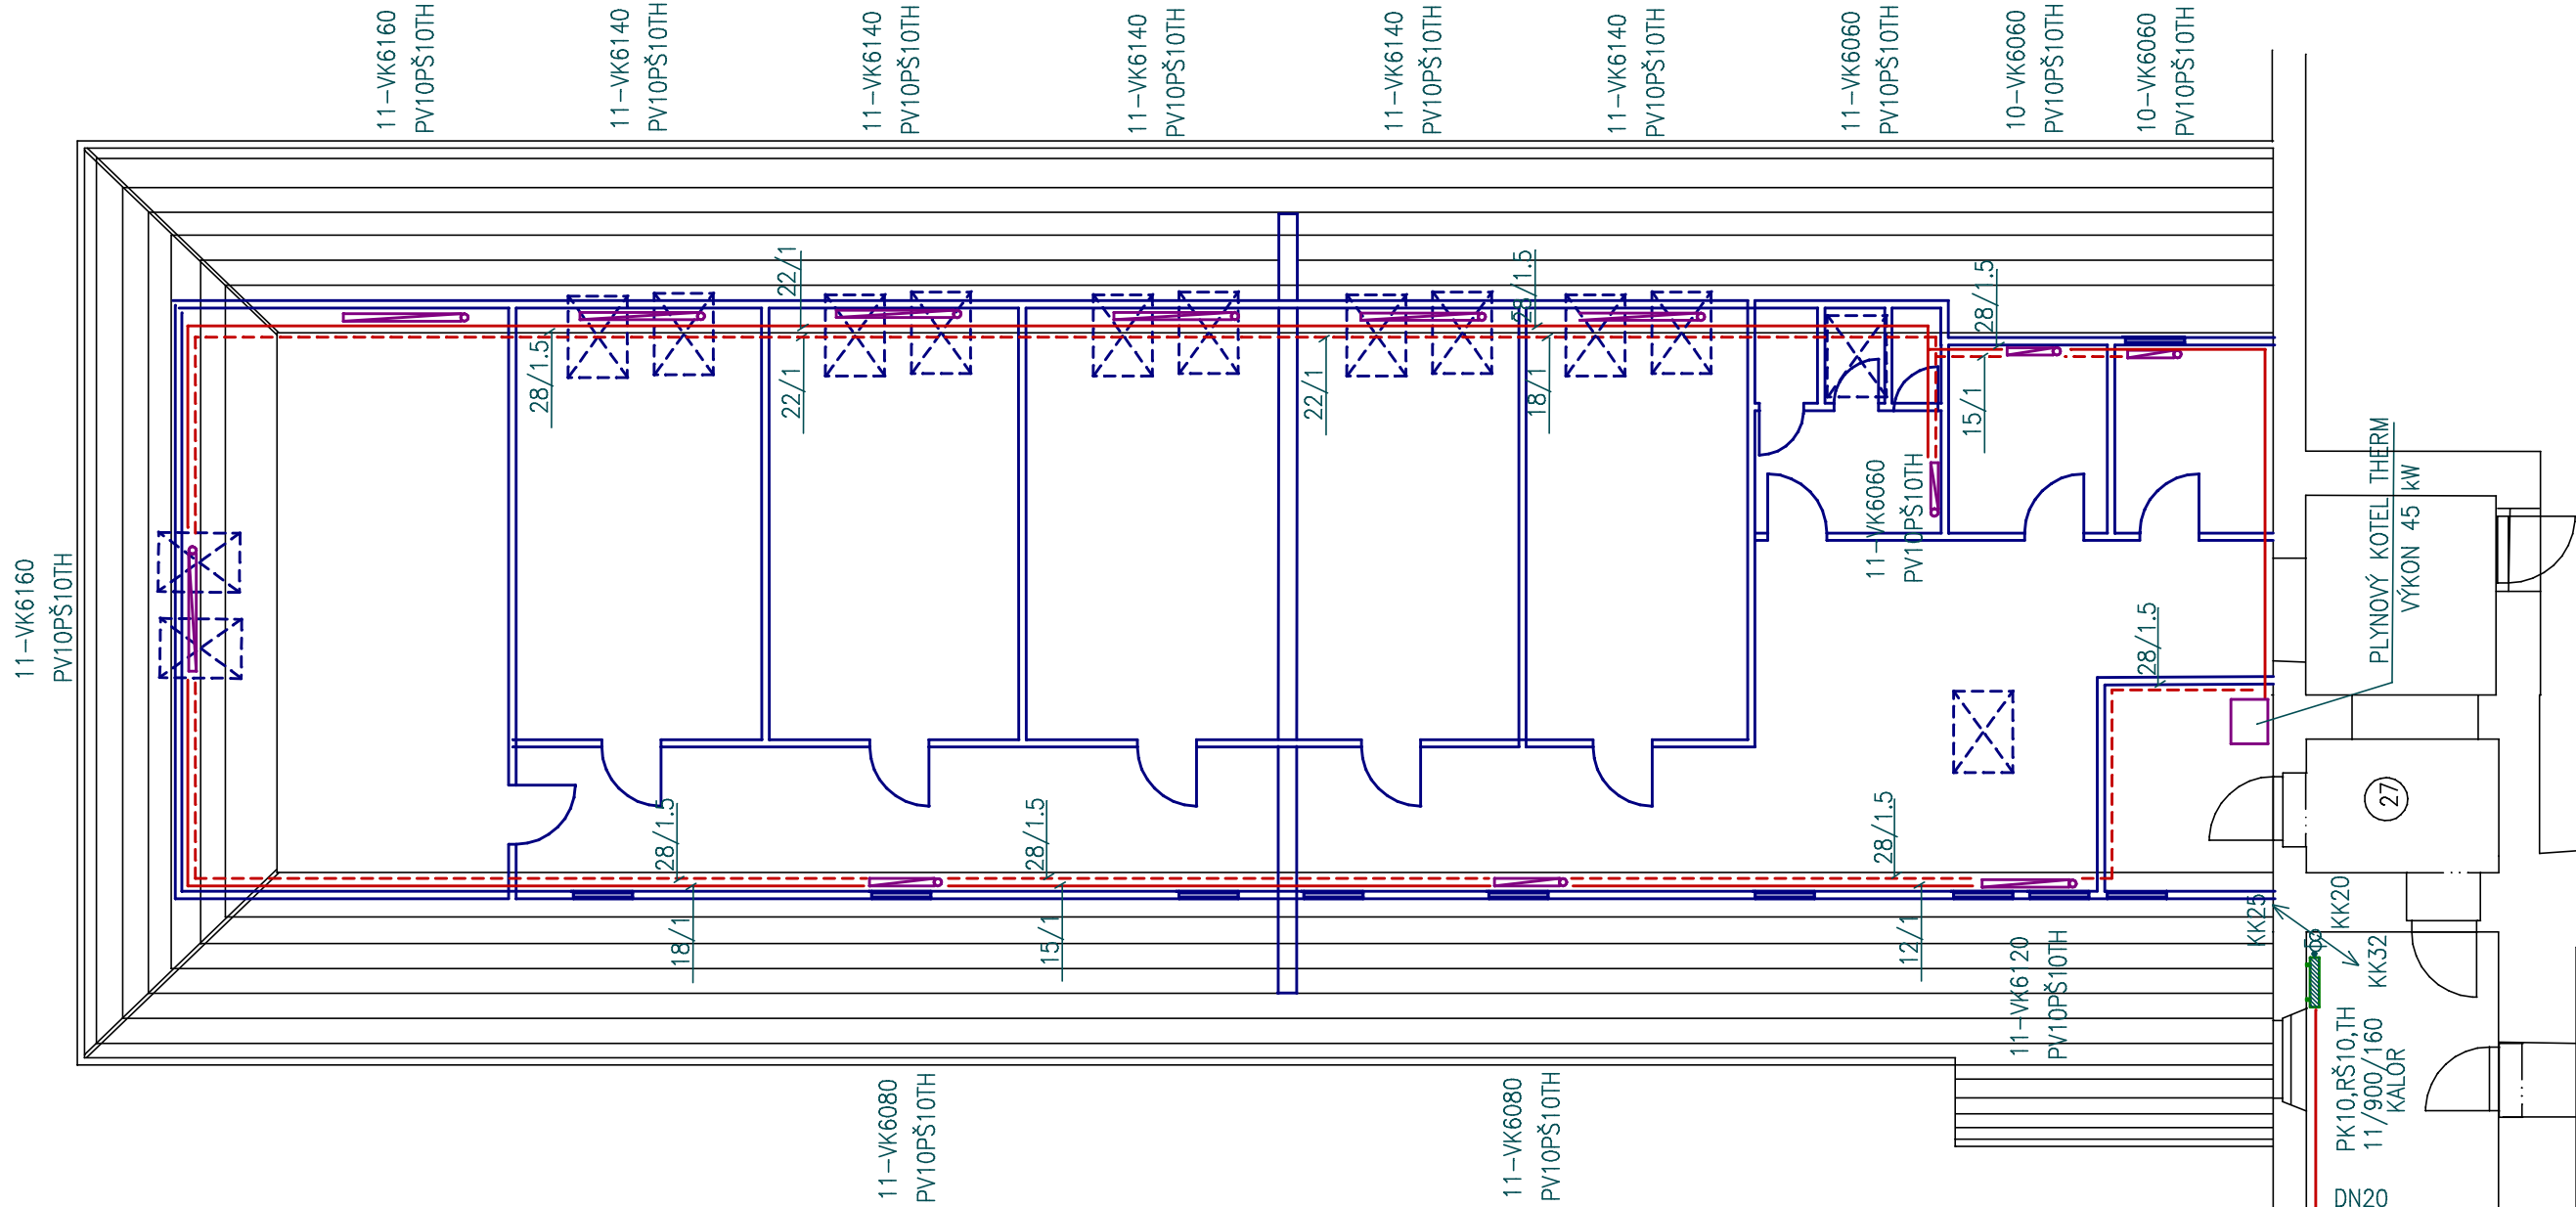 11-VK6160
PV10PŠ10TH
11-VK6140
PV10PŠ10TH
11-VK6140
PV10PŠ10TH
11-VK6140
PV10PŠ10TH
11-VK6140
PV10PŠ10TH
11-VK6140
PV10PŠ10TH
11-VK6060
PV10PŠ10TH
10-VK6060
PV10PŠ10TH
10-VK6060
PV10PŠ10TH
22/1
28/1.5
28/1.5
28/1.5
22/1
22/1
18/1
15/1
11-VK6160
PV10PŠ10TH
11-VK6060
PV10PŠ10TH
PLYNOVÝ KOTEL THERM
VÝKON 45 kW
28/1.5
27
28/1.5
28/1.5
28/1.5
18/1
15/1
12/1
11-VK6120
PV10PŠ10TH
KK25
KK20
KK32
PK10,RŠ10,TH
11/900/160
KALOR
DN20
11-VK6080
PV10PŠ10TH
11-VK6080
PV10PŠ10TH